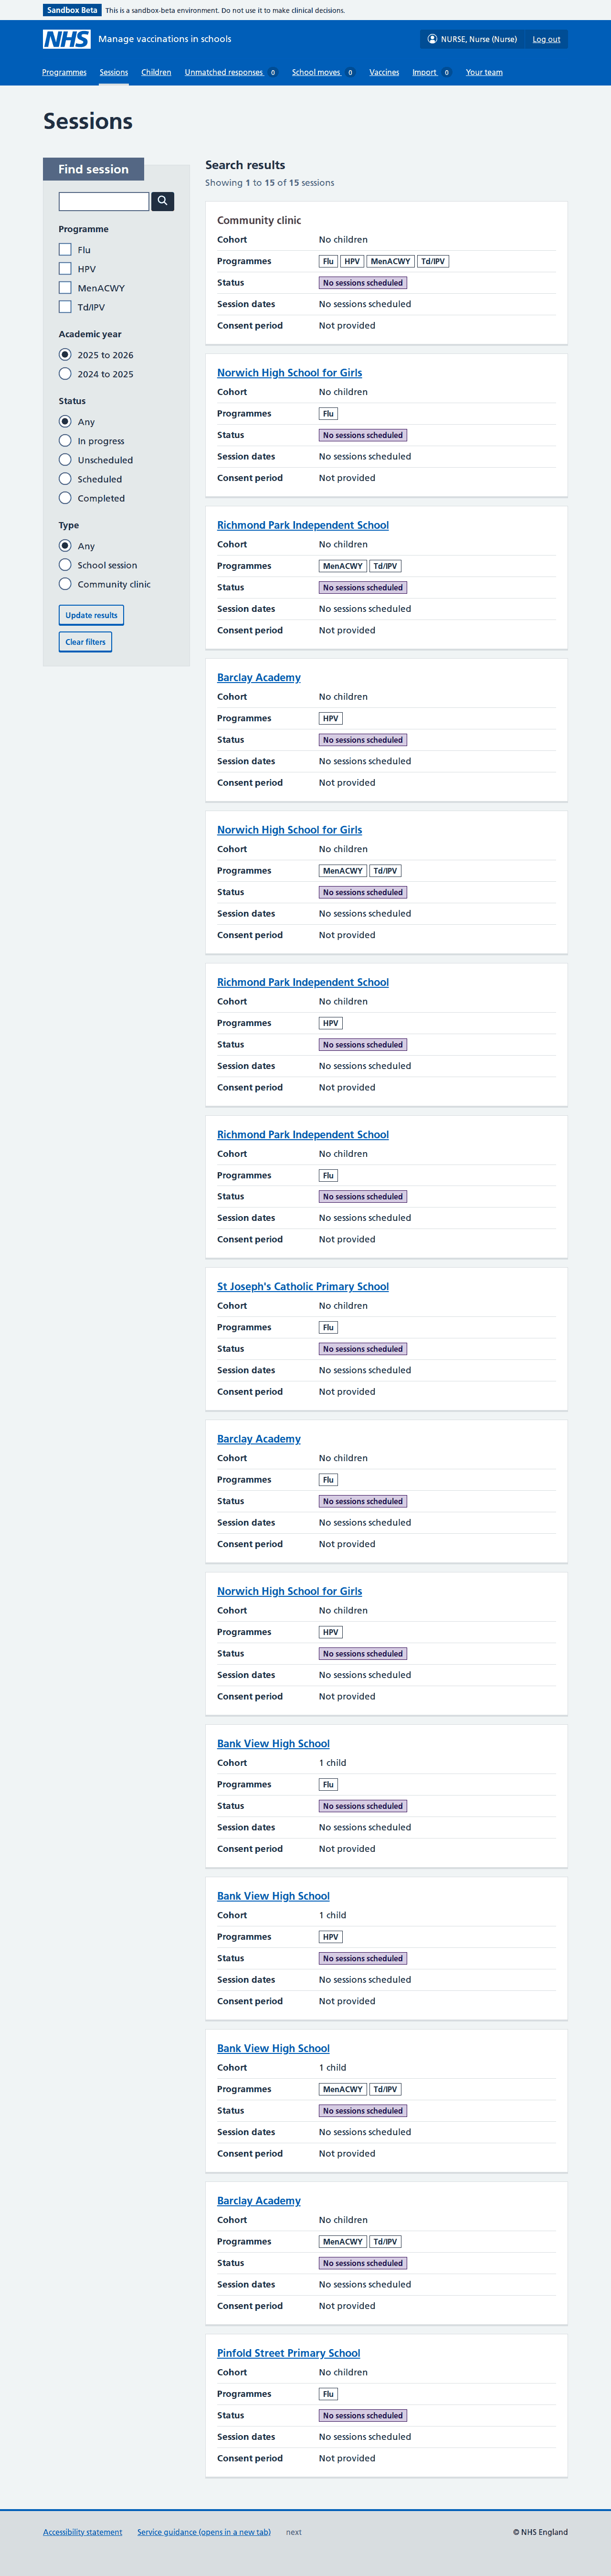 Sandbox Beta This is a sandbox-beta environment. Do not use it to make clinical decisions.
NHS Manage vaccinations in schools NURSE, Nurse (Nurse) Log out
Programmes Sessions Children Unmatched responses 0 School moves 0 Vaccines Import 0 Your team
Sessions
Find session
Programme
Flu
HPV
MenACWY
Td/IPV
Academic year
2025 to 2026
2024 to 2025
Status
Any
In progress
Unscheduled
Scheduled
Completed
Type
Any
School session
Community clinic
Update results
Clear filters
Search results
Showing 1 to 15 of 15 sessions
Community clinic
Cohort No children
Programmes Flu HPV MenACWY Td/IPV
Status No sessions scheduled
Session dates No sessions scheduled
Consent period Not provided
Norwich High School for Girls
Cohort No children
Programmes Flu
Status No sessions scheduled
Session dates No sessions scheduled
Consent period Not provided
Richmond Park Independent School
Cohort No children
Programmes MenACWY Td/IPV
Status No sessions scheduled
Session dates No sessions scheduled
Consent period Not provided
Barclay Academy
Cohort No children
Programmes HPV
Status No sessions scheduled
Session dates No sessions scheduled
Consent period Not provided
Norwich High School for Girls
Cohort No children
Programmes MenACWY Td/IPV
Status No sessions scheduled
Session dates No sessions scheduled
Consent period Not provided
Richmond Park Independent School
Cohort No children
Programmes HPV
Status No sessions scheduled
Session dates No sessions scheduled
Consent period Not provided
Richmond Park Independent School
Cohort No children
Programmes Flu
Status No sessions scheduled
Session dates No sessions scheduled
Consent period Not provided
St Joseph's Catholic Primary School
Cohort No children
Programmes Flu
Status No sessions scheduled
Session dates No sessions scheduled
Consent period Not provided
Barclay Academy
Cohort No children
Programmes Flu
Status No sessions scheduled
Session dates No sessions scheduled
Consent period Not provided
Norwich High School for Girls
Cohort No children
Programmes HPV
Status No sessions scheduled
Session dates No sessions scheduled
Consent period Not provided
Bank View High School
Cohort 1 child
Programmes Flu
Status No sessions scheduled
Session dates No sessions scheduled
Consent period Not provided
Bank View High School
Cohort 1 child
Programmes HPV
Status No sessions scheduled
Session dates No sessions scheduled
Consent period Not provided
Bank View High School
Cohort 1 child
Programmes MenACWY Td/IPV
Status No sessions scheduled
Session dates No sessions scheduled
Consent period Not provided
Barclay Academy
Cohort No children
Programmes MenACWY Td/IPV
Status No sessions scheduled
Session dates No sessions scheduled
Consent period Not provided
Pinfold Street Primary School
Cohort No children
Programmes Flu
Status No sessions scheduled
Session dates No sessions scheduled
Consent period Not provided
Accessibility statement Service guidance (opens in a new tab) next © NHS England